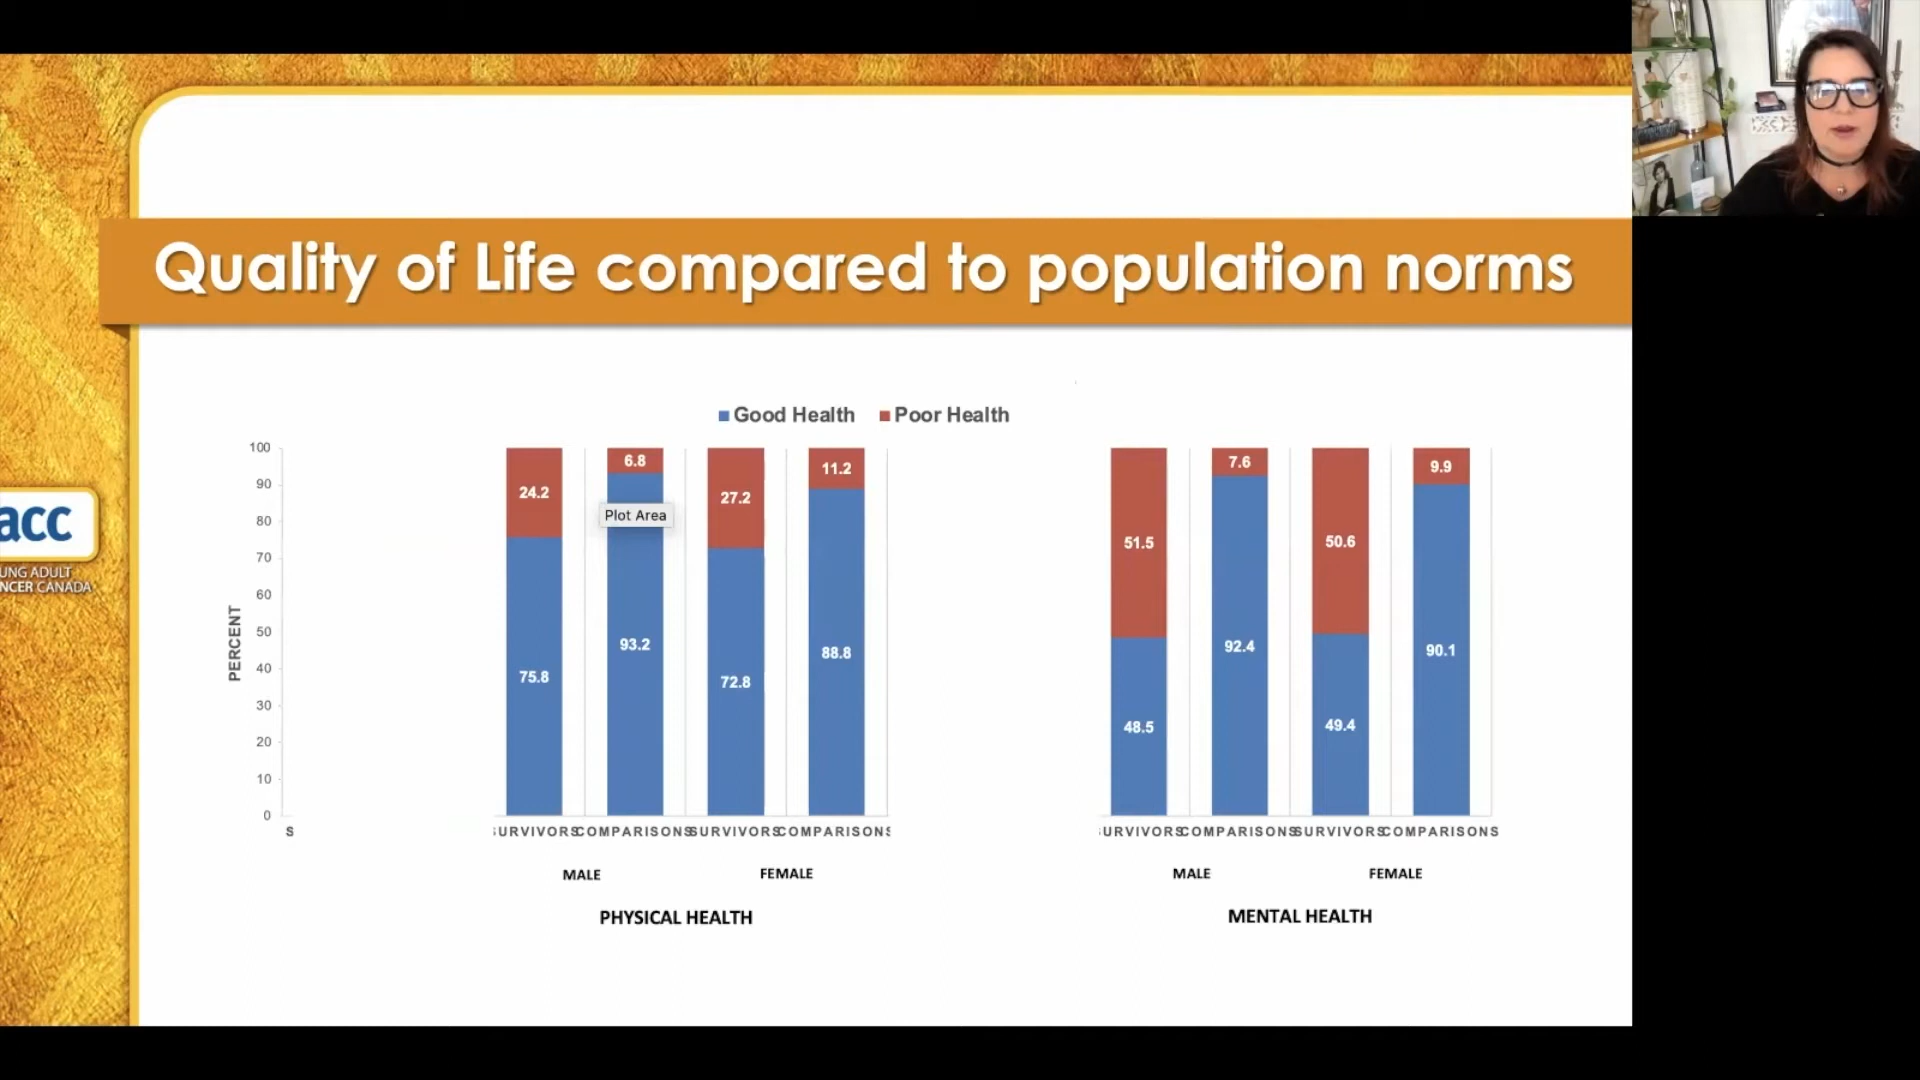 Quality of Life compared to population norms
Good Health Poor Health
100
90
80
70
60
50
40
30
20
10
0
PERCENT
24.2 6.8 27.2 11.2
Plot Area
75.8 93.2 72.8 88.8
51.5 7.6 50.6 9.9
48.5 92.4 49.4 90.1
S
SURVIVORS COMPARISONS SURVIVORS COMPARISONS
SURVIVORS COMPARISONS SURVIVORS COMPARISONS
MALE FEMALE
MALE FEMALE
PHYSICAL HEALTH
MENTAL HEALTH
acc
UNG ADULT
NCER CANADA